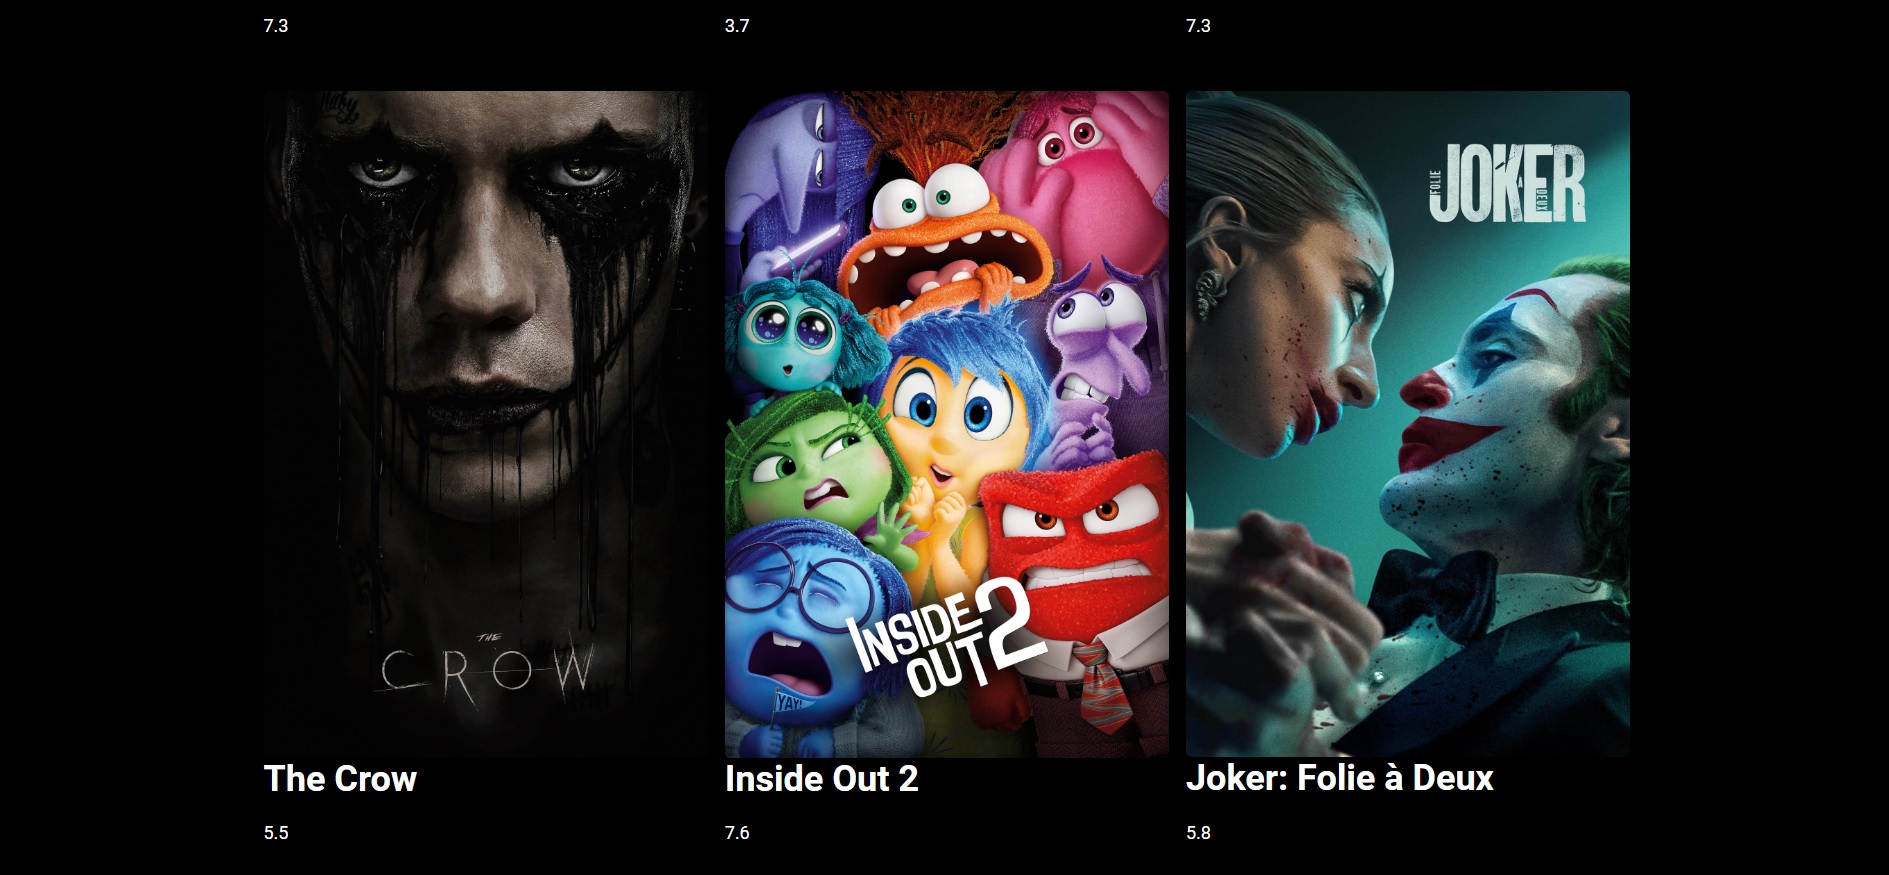 7.3
3.7
7.3
THE
CROW
YAY!
INSIDE
OUT 2
JOKER
FOLIE
À
DEUX
The Crow
Inside Out 2
Joker: Folie à Deux
5.5
7.6
5.8